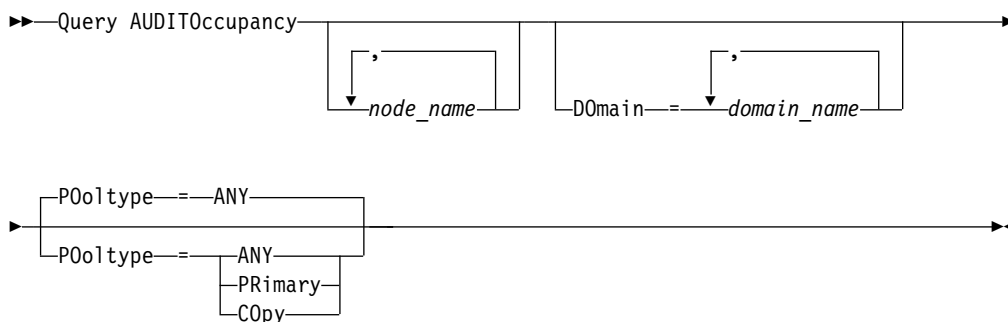 Query AUDITOccupancy
, ,
node_name DOmain = domain_name
POoltype = ANY
POoltype = ANY
PRimary
COpy